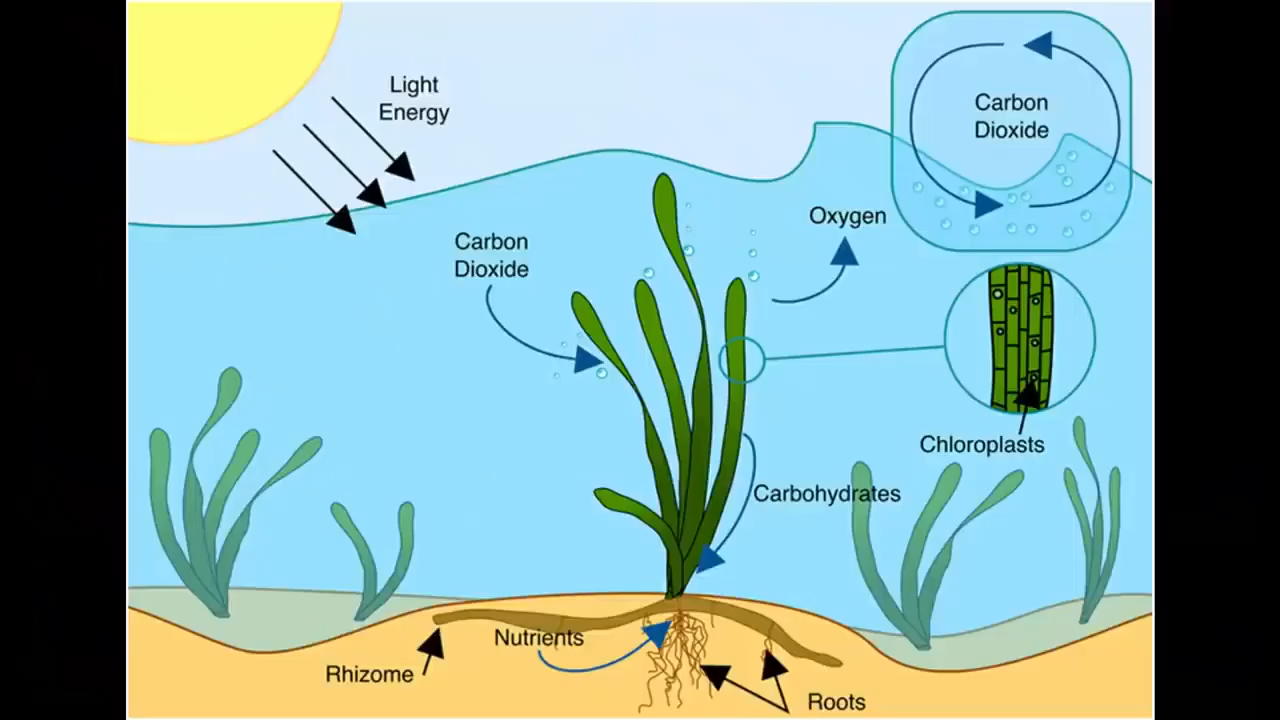 Light
Energy
Carbon
Dioxide
Oxygen
Carbon
Dioxide
Chloroplasts
Carbohydrates
Nutrients
Rhizome
Roots